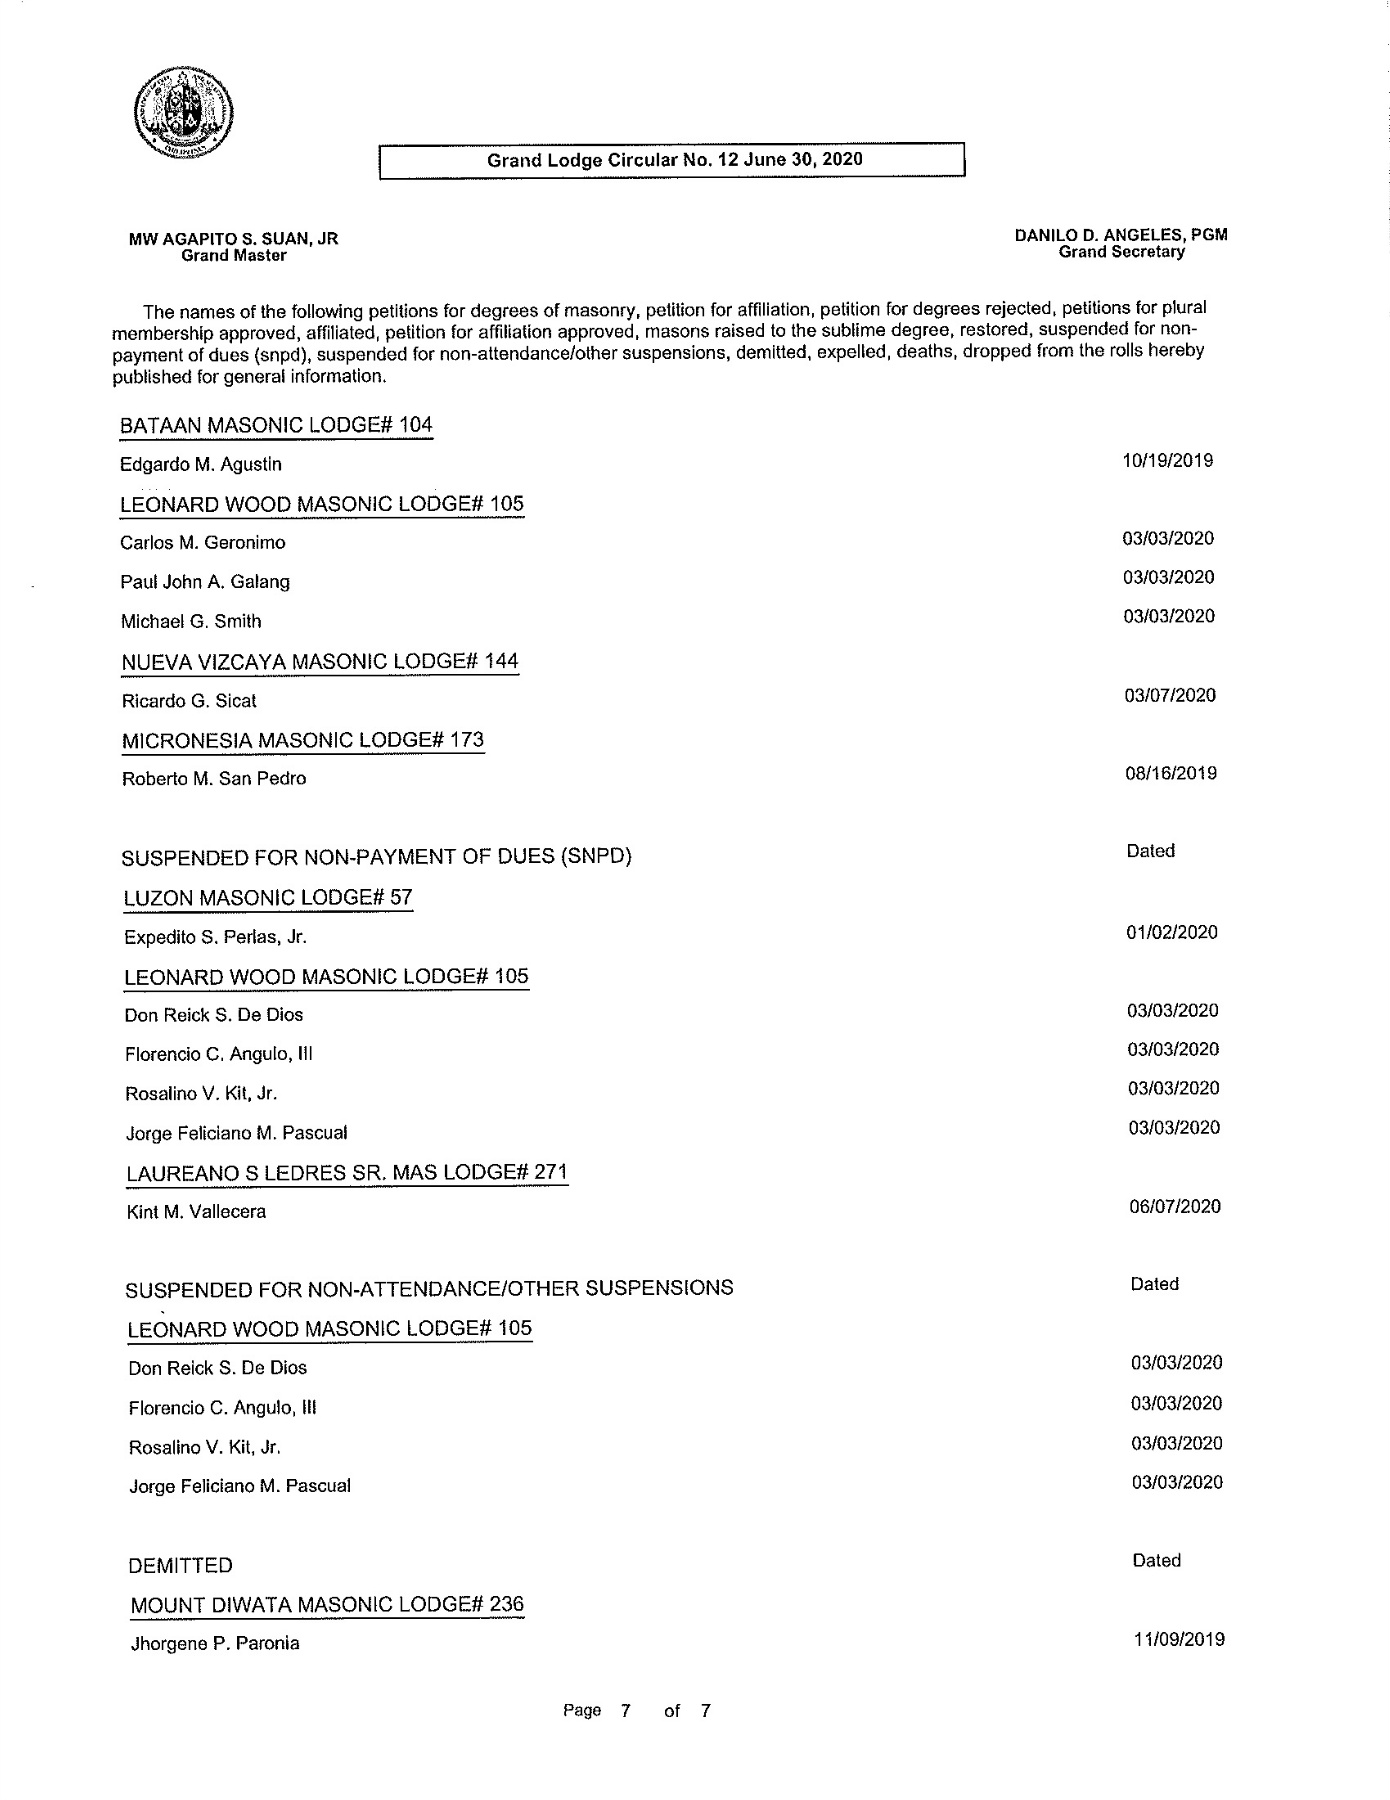 PHILIPPINES
Grand Lodge Circular No. 12 June 30, 2020
MW AGAPITO S. SUAN, JR
Grand Master
DANILO D. ANGELES, PGM
Grand Secretary
The names of the following petitions for degrees of masonry, petition for affiliation, petition for degrees rejected, petitions for plural
membership approved, affiliated, petition for affiliation approved, masons raised to the sublime degree, restored, suspended for non-
payment of dues (snpd), suspended for non-attendance/other suspensions, demitted, expelled, deaths, dropped from the rolls hereby
published for general information.
BATAAN MASONIC LODGE# 104
Edgardo M. Agustin 10/19/2019
LEONARD WOOD MASONIC LODGE# 105
Carlos M. Geronimo 03/03/2020
Paul John A. Galang 03/03/2020
Michael G. Smith 03/03/2020
NUEVA VIZCAYA MASONIC LODGE# 144
Ricardo G. Sicat 03/07/2020
MICRONESIA MASONIC LODGE# 173
Roberto M. San Pedro 08/16/2019
SUSPENDED FOR NON-PAYMENT OF DUES (SNPD) Dated
LUZON MASONIC LODGE# 57
Expedito S. Perlas, Jr. 01/02/2020
LEONARD WOOD MASONIC LODGE# 105
Don Reick S. De Dios 03/03/2020
Florencio C. Angulo, III 03/03/2020
Rosalino V. Kit, Jr. 03/03/2020
Jorge Feliciano M. Pascual 03/03/2020
LAUREANO S LEDRES SR. MAS LODGE# 271
Kint M. Vallecera 06/07/2020
SUSPENDED FOR NON-ATTENDANCE/OTHER SUSPENSIONS Dated
LEONARD WOOD MASONIC LODGE# 105
Don Reick S. De Dios 03/03/2020
Florencio C. Angulo, III 03/03/2020
Rosalino V. Kit, Jr. 03/03/2020
Jorge Feliciano M. Pascual 03/03/2020
DEMITTED Dated
MOUNT DIWATA MASONIC LODGE# 236
Jhorgene P. Paronia 11/09/2019
Page 7 of 7